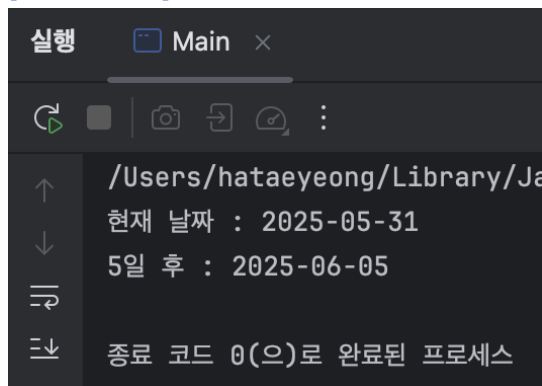 실행 Main
/Users/hataeyeong/Library/Ja
현재 날짜 : 2025-05-31
5일 후 : 2025-06-05
종료 코드 0(으)로 완료된 프로세스